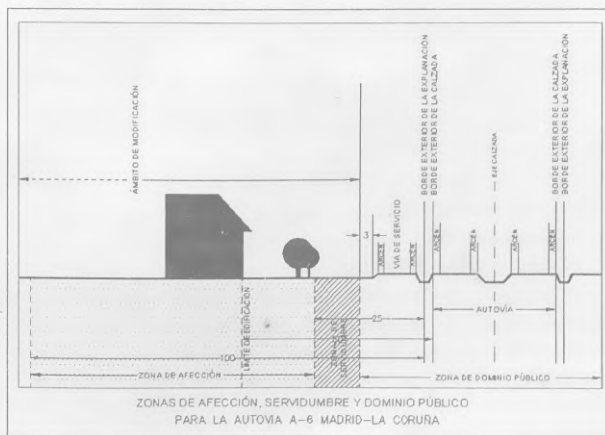 ÁMBITO DE MODIFICACIÓN
BORDE EXTERIOR DE LA EXPLANACIÓN
BORDE EXTERIOR DE LA CALZADA
EJE CALZADA
BORDE EXTERIOR DE LA CALZADA
BORDE EXTERIOR DE LA EXPLANACIÓN
3
ARCÉN
VÍA DE SERVICIO
ARCÉN
ARCÉN
ARCÉN
ARCÉN
ARCÉN
LÍMITE DE EDIFICACIÓN
25
AUTOVÍA
100
ZONA DE AFECCIÓN
ZONA DE DOMINIO PÚBLICO
ZONAS DE AFECCIÓN, SERVIDUMBRE Y DOMINIO PÚBLICO
PARA LA AUTOVÍA A-6 MADRID-LA CORUÑA